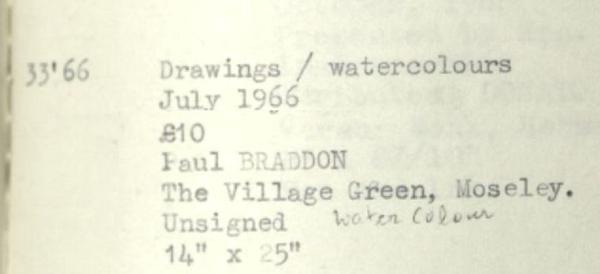 33'66 Drawings / watercolours
July 1966
£10
Paul BRADDON
The Village Green, Moseley.
Unsigned water colour
14" x 25"